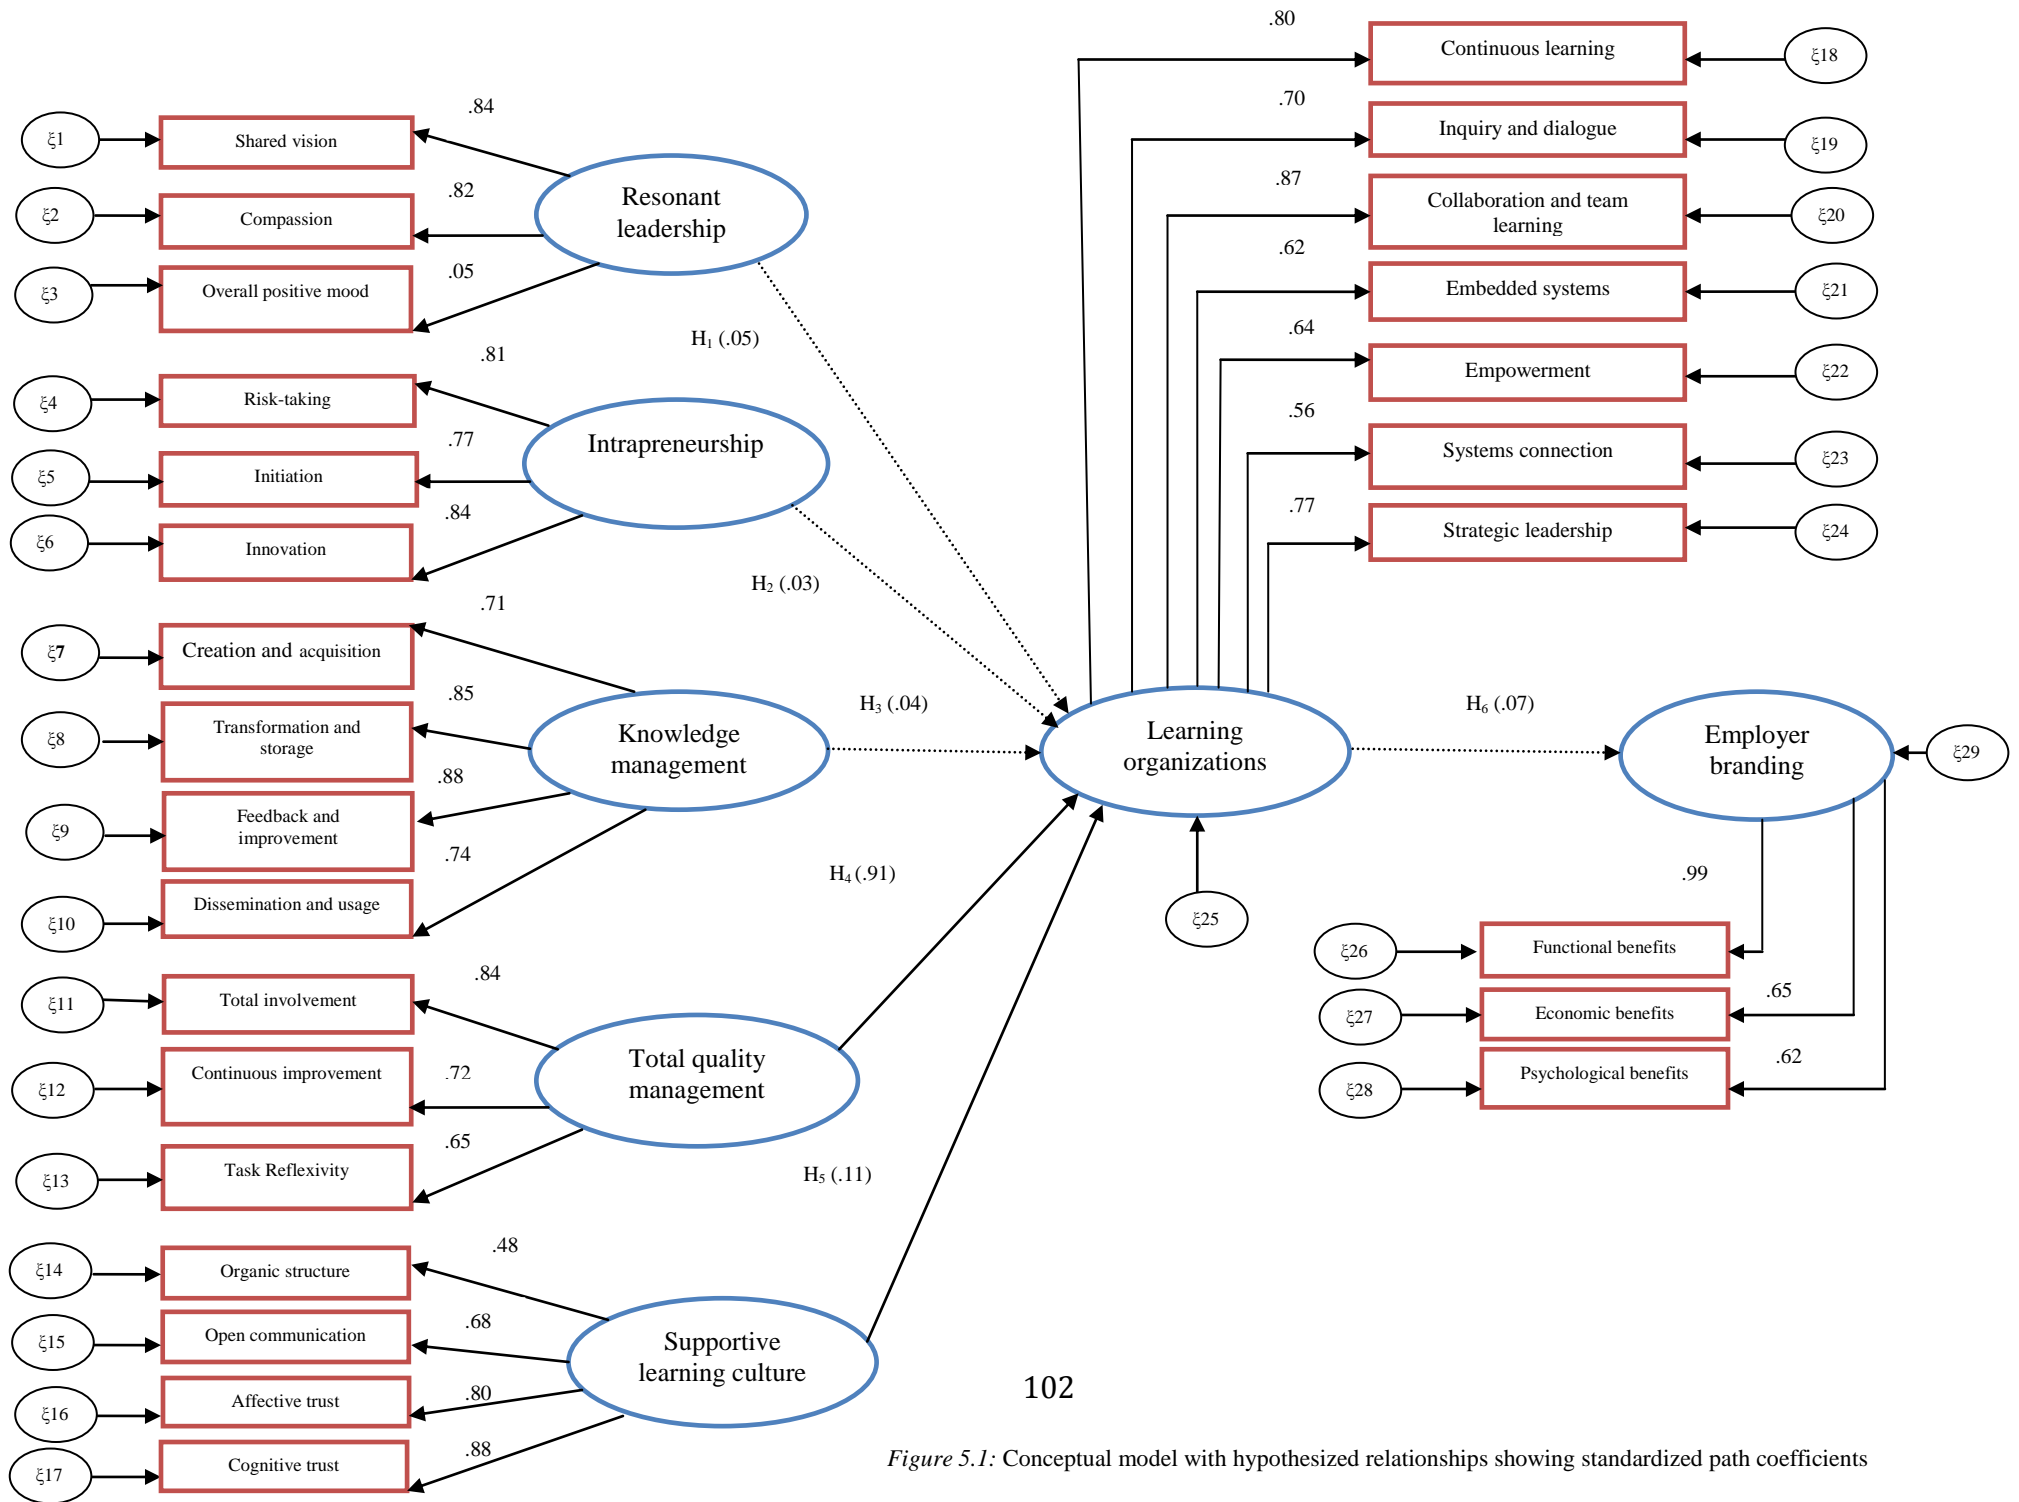 .84
ξ1
Shared vision
.82
ξ2
Compassion
.05
ξ3
Overall positive mood
Resonant
leadership
H₁ (.05)
.81
ξ4
Risk-taking
.77
ξ5
Initiation
.84
ξ6
Innovation
Intrapreneurship
H₂ (.03)
.71
ξ7
Creation and acquisition
.85
ξ8
Transformation and
storage
.88
ξ9
Feedback and
improvement
.74
ξ10
Dissemination and usage
Knowledge
management
H₃ (.04)
.84
ξ11
Total involvement
.72
ξ12
Continuous improvement
.65
ξ13
Task Reflexivity
Total quality
management
H₄ (.91)
.48
ξ14
Organic structure
.68
ξ15
Open communication
.80
ξ16
Affective trust
.88
ξ17
Cognitive trust
Supportive
learning culture
H₅ (.11)
.80
Continuous learning
ξ18
.70
Inquiry and dialogue
ξ19
.87
Collaboration and team
learning
ξ20
.62
Embedded systems
ξ21
.64
Empowerment
ξ22
.56
Systems connection
ξ23
.77
Strategic leadership
ξ24
Learning
organizations
ξ25
H₆ (.07)
Employer
branding
ξ29
.99
ξ26
Functional benefits
.65
ξ27
Economic benefits
.62
ξ28
Psychological benefits
102
Figure 5.1: Conceptual model with hypothesized relationships showing standardized path coefficients